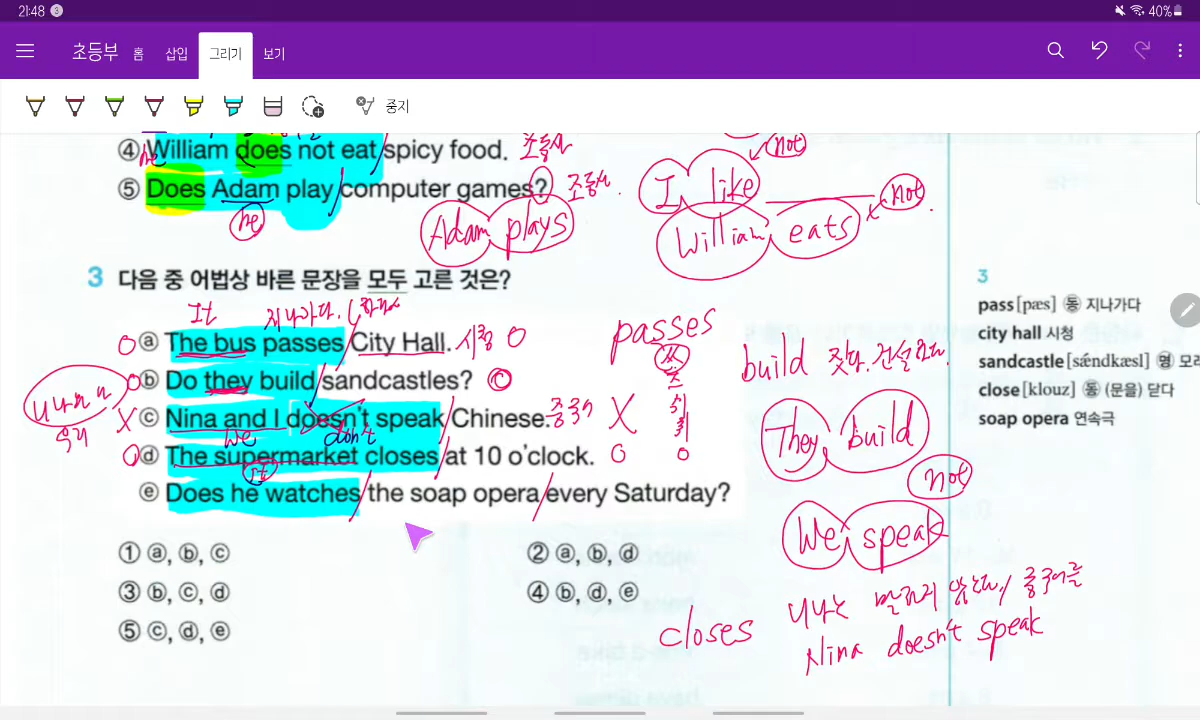 21:48 3 40%
초등부 홈 삽입 그리기 보기
중지
④ William does not eat/spicy food. 조동사
he
⑤ Does Adam play/computer games? 조동사.
he
Adam plays
I like not
William eats not
3 다음 중 어법상 바른 문장을 모두 고른 것은?
It 지나가다.
ⓐ The bus passes/City Hall. 시청 O
ⓑ Do they build/sandcastles? O
ⓒ Nina and I doesn't speak/Chinese. 중국어 X
우리 we don't
ⓓ The supermarket closes/at 10 o'clock. O O
it
ⓔ Does he watches/the soap opera/every Saturday?
① ⓐ, ⓑ, ⓒ
② ⓐ, ⓑ, ⓓ
③ ⓑ, ⓒ, ⓓ
④ ⓑ, ⓓ, ⓔ
⑤ ⓒ, ⓓ, ⓔ
passes
build 짓다. 건설하다.
They build
not
We speak
closes
니나는 말하지 않는다/ 중국어를
Nina doesn't speak
3
pass[pæs] 동 지나가다
city hall 시청
sandcastle[sǽndkæsl] 명 모래
close[klouz] 동 (문을) 닫다
soap opera 연속극